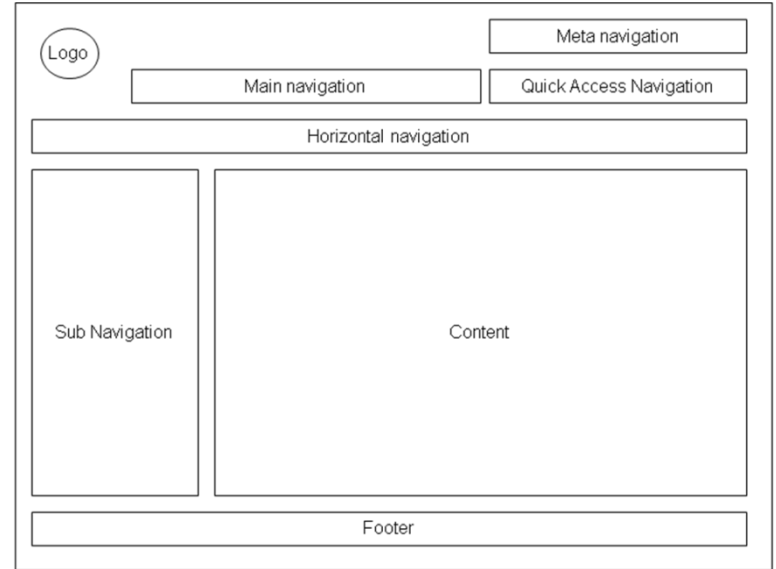 Logo
Meta navigation
Main navigation
Quick Access Navigation
Horizontal navigation
Sub Navigation
Content
Footer